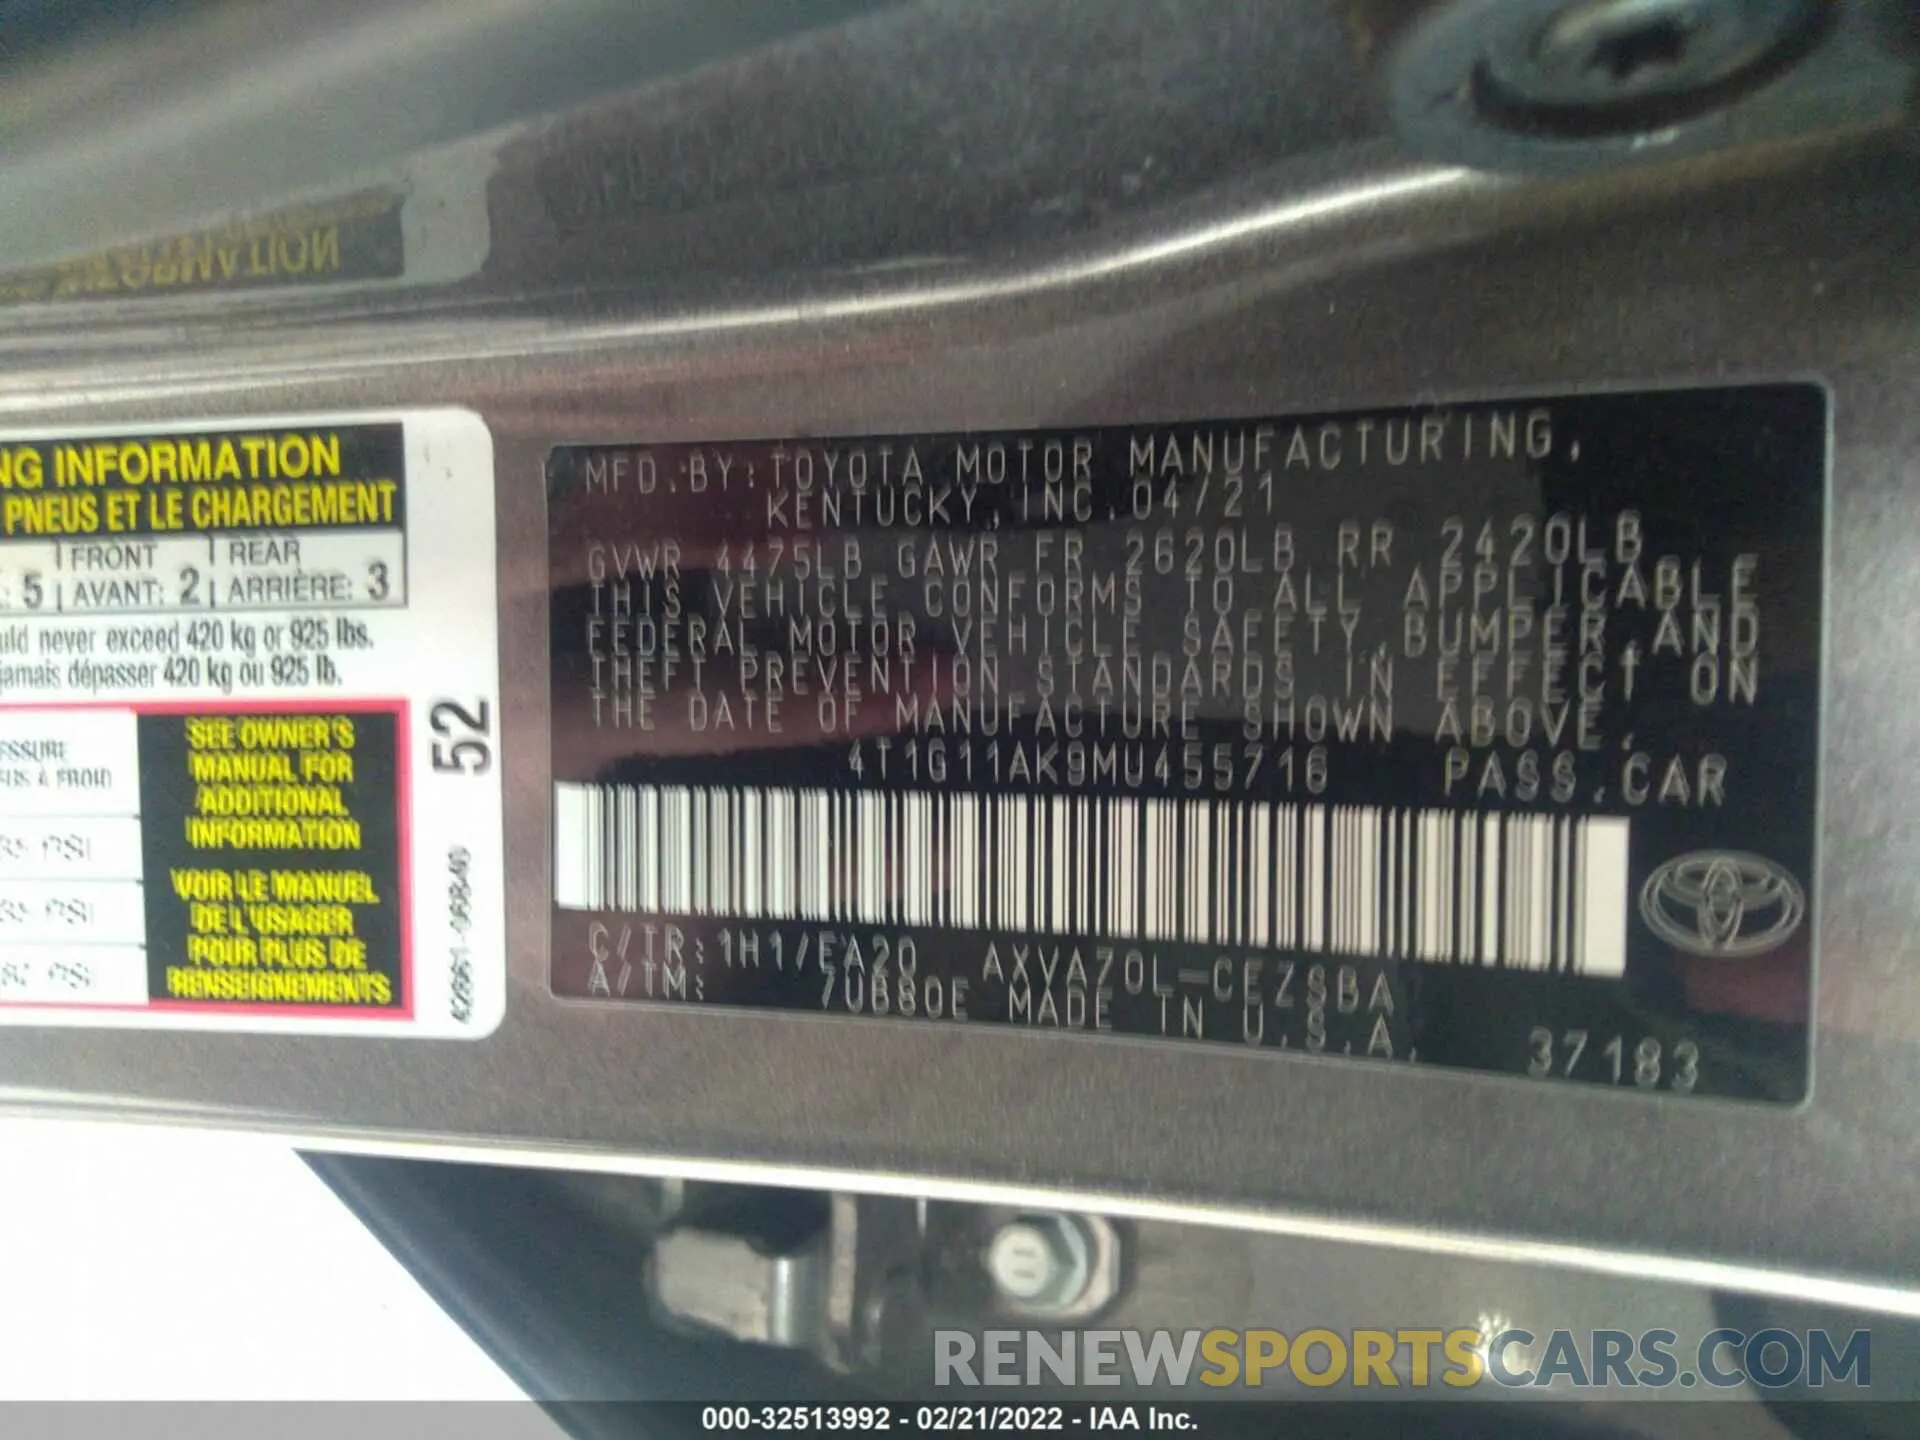 NG INFORMATION
PNEUS ET LE CHARGEMENT
FRONT REAR
5 AVANT: 2 ARRIÈRE: 3
never exceed 420 kg or 925 lbs.
jamais dépasser 420 kg ou 925 lb.
SEE OWNER'S
MANUAL FOR
ADDITIONAL
INFORMATION
VOIR LE MANUEL
DE L'USAGER
POUR PLUS DE
RENSEIGNEMENTS
52
MFD. BY: TOYOTA MOTOR MANUFACTURING,
KENTUCKY, INC. 04/21
GVWR 4475LB GAWR FR 2620LB RR 2420LB
THIS VEHICLE CONFORMS TO ALL APPLICABLE
FEDERAL MOTOR VEHICLE SAFETY, BUMPER, AND
THEFT PREVENTION STANDARDS IN EFFECT ON
THE DATE OF MANUFACTURE SHOWN ABOVE.
4T1G11AK9MU455716 PASS. CAR
C/TR: 1H1/EA20 AXVA70L-CEZSBA
A/TM: 7UB80E MADE IN U.S.A.
37183
RENEWSPORTSCARS.COM
000-32513992 - 02/21/2022 - IAA Inc.